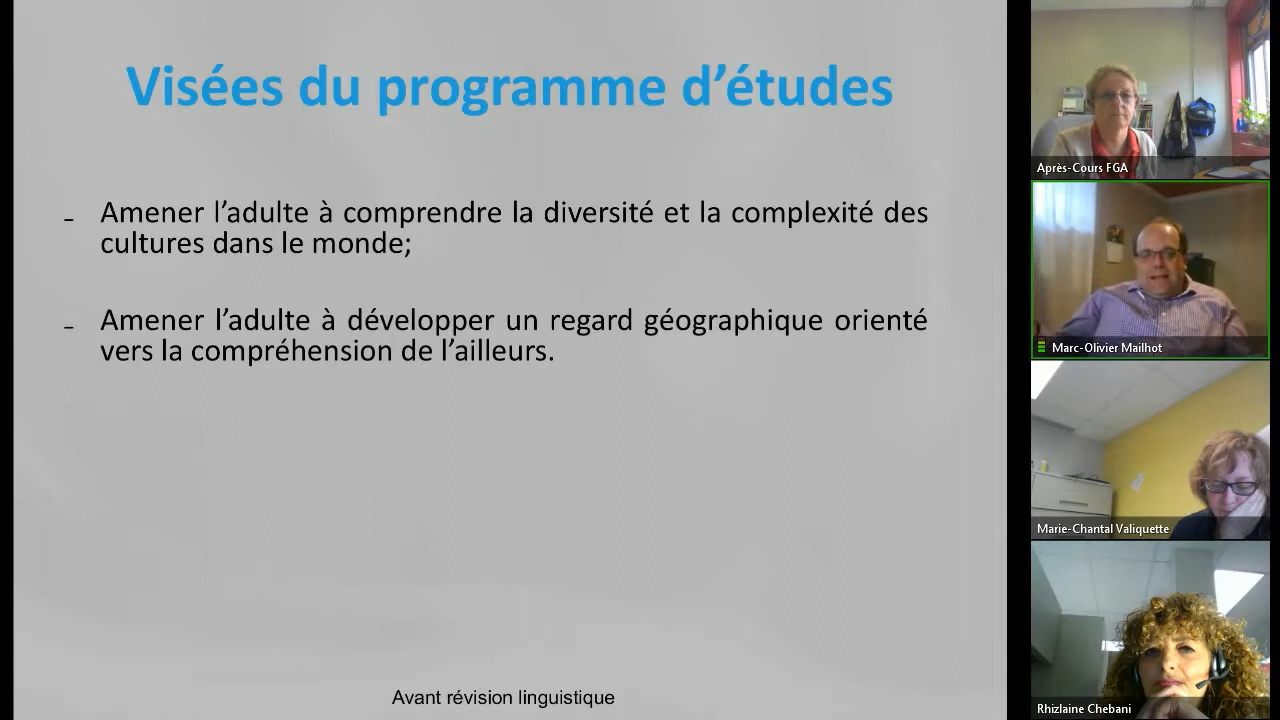 Visées du programme d’études
- Amener l’adulte à comprendre la diversité et la complexité des
cultures dans le monde;
- Amener l’adulte à développer un regard géographique orienté
vers la compréhension de l’ailleurs.
Avant révision linguistique
Après-Cours FGA
Marc-Olivier Mailhot
Marie-Chantal Valiquette
Rhizlaine Chebani